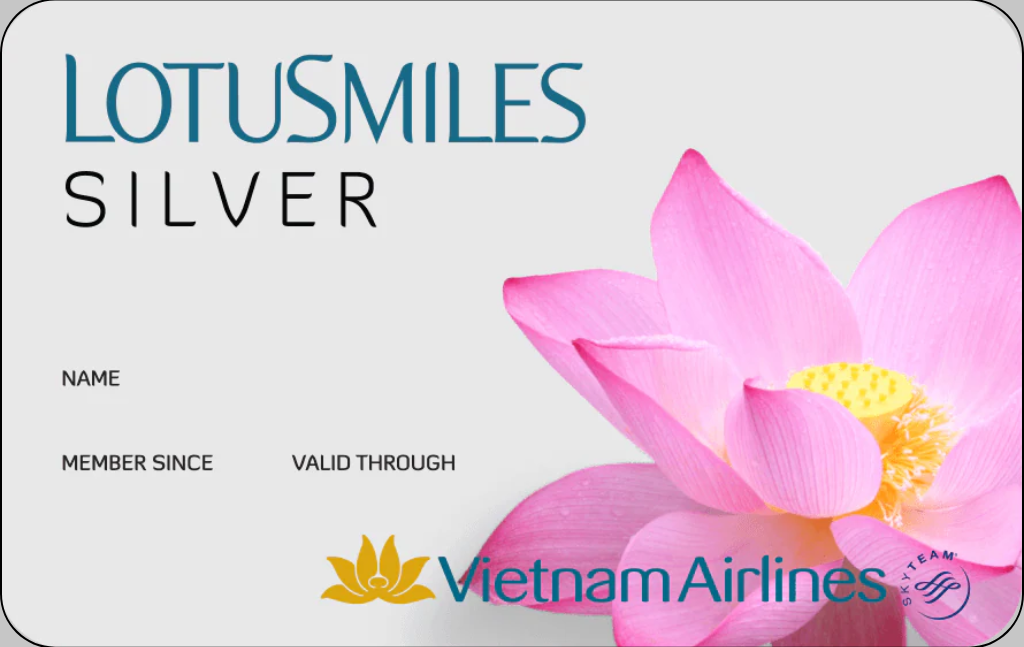 LOTUSMILES
SILVER
NAME
MEMBER SINCE VALID THROUGH
Vietnam Airlines SKYTEAM